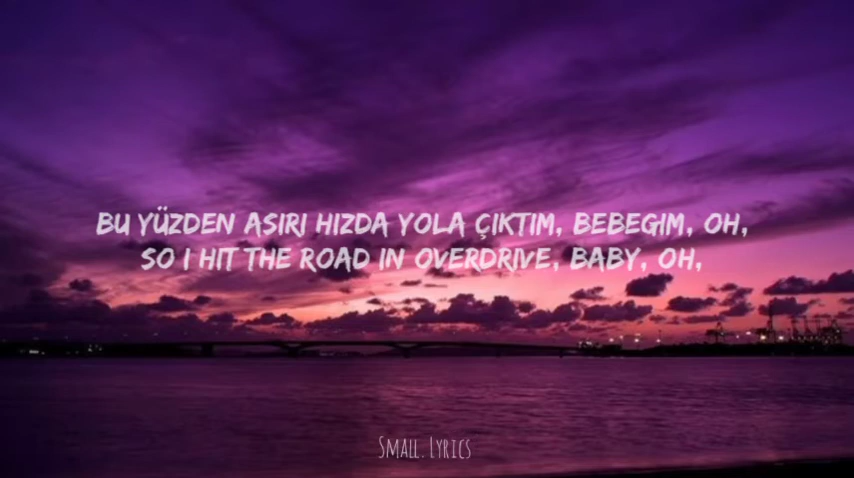 BU YÜZDEN ASIRI HIZDA YOLA ÇIKTIM, BEBEGIM, OH,
SO I HIT THE ROAD IN OVERDRIVE, BABY, OH,
SMALL. LYRICS